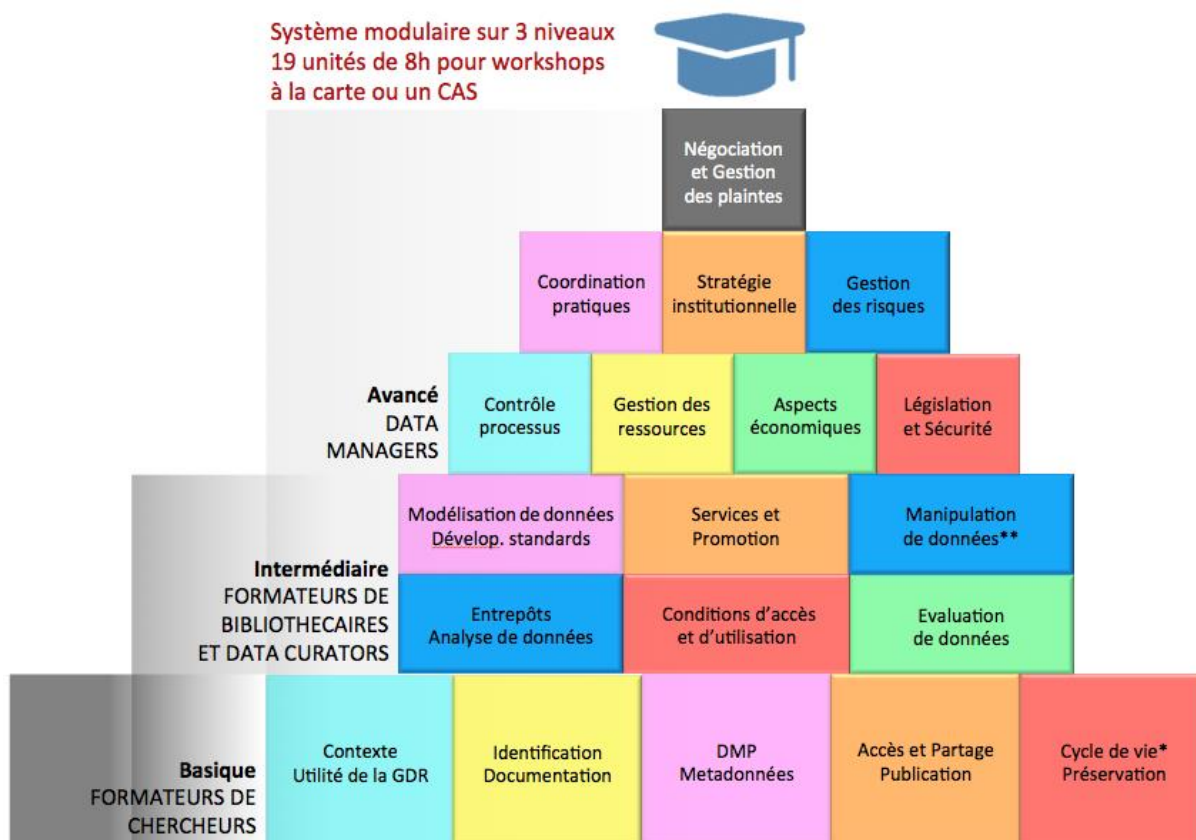 Système modulaire sur 3 niveaux
19 unités de 8h pour workshops
à la carte ou un CAS
Négociation
et Gestion
des plaintes
Coordination
pratiques
Stratégie
institutionnelle
Gestion
des risques
Avancé
DATA
MANAGERS
Contrôle
processus
Gestion des
ressources
Aspects
économiques
Législation
et Sécurité
Modélisation de données
Dévelop. standards
Services et
Promotion
Manipulation
de données**
Intermédiaire
FORMATEURS DE
BIBLIOTHECAIRES
ET DATA CURATORS
Entrepôts
Analyse de données
Conditions d'accès
et d'utilisation
Evaluation
de données
Basique
FORMATEURS DE
CHERCHEURS
Contexte
Utilité de la GDR
Identification
Documentation
DMP
Metadonnées
Accès et Partage
Publication
Cycle de vie*
Préservation